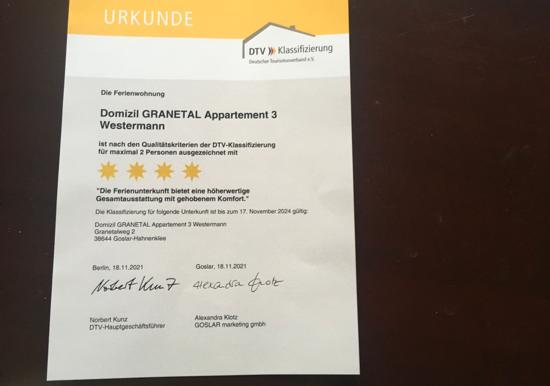 URKUNDE
DTV Klassifizierung
Deutscher Tourismusverband e.V.
Die Ferienwohnung
Domizil GRANETAL Appartement 3
Westermann
ist nach den Qualitätskriterien der DTV-Klassifizierung
für maximal 2 Personen ausgezeichnet mit
"Die Ferienunterkunft bietet eine höherwertige
Gesamtausstattung mit gehobenem Komfort."
Die Klassifizierung für folgende Unterkunft ist bis zum 17. November 2024 gültig:
Domizil GRANETAL Appartement 3 Westermann
Granetalweg 2
38644 Goslar-Hahnenklee
Berlin, 18.11.2021 Goslar, 18.11.2021
Norbert Kunz Alexandra Klotz
Norbert Kunz Alexandra Klotz
DTV-Hauptgeschäftsführer GOSLAR marketing gmbh